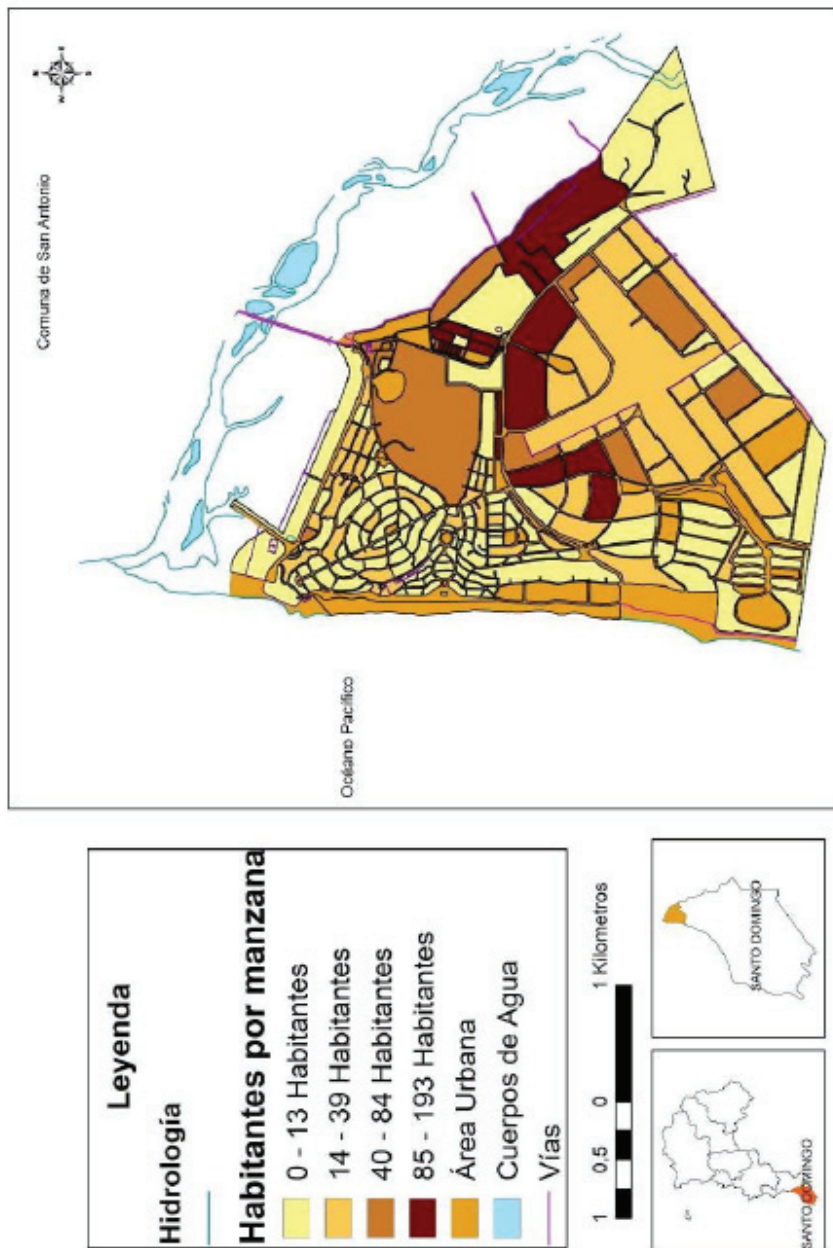 Comuna de San Antonio
N
E
S
W
Océano Pacífico
Leyenda
Hidrología
Habitantes por manzana
0 - 13 Habitantes
14 - 39 Habitantes
40 - 84 Habitantes
85 - 193 Habitantes
Área Urbana
Cuerpos de Agua
Vías
1 0,5 0 1 Kilometros
SANTO DOMINGO
SANTO DOMINGO